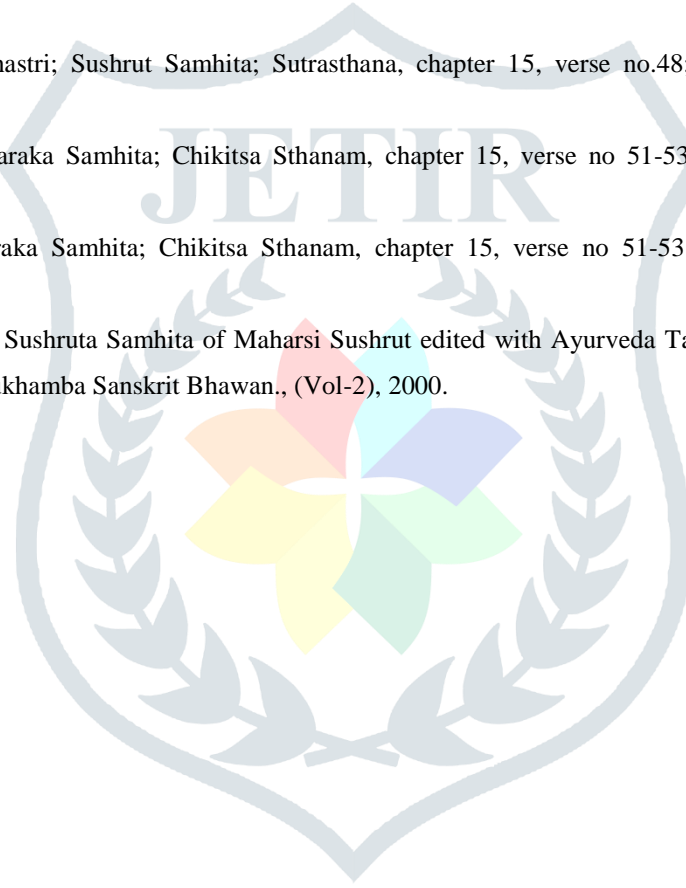 hastri; Sushrut Samhita; Sutrasthana, chapter 15, verse no.48:
araka Samhita; Chikitsa Sthanam, chapter 15, verse no 51-53
JETIR
raka Samhita; Chikitsa Sthanam, chapter 15, verse no 51-53
Sushruta Samhita of Maharsi Sushrut edited with Ayurveda Ta
ukhamba Sanskrit Bhawan., (Vol-2), 2000.